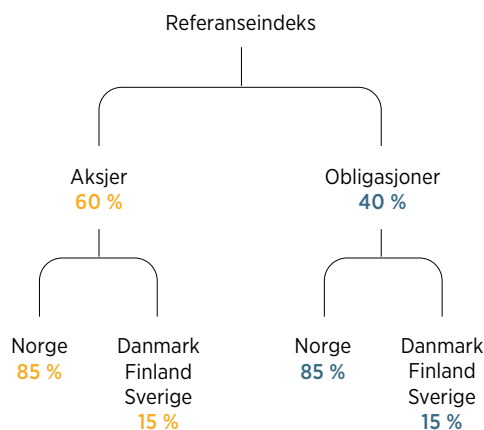 Referanseindeks
Aksjer
60 %
Obligasjoner
40 %
Norge
85 %
Danmark
Finland
Sverige
15 %
Norge
85 %
Danmark
Finland
Sverige
15 %